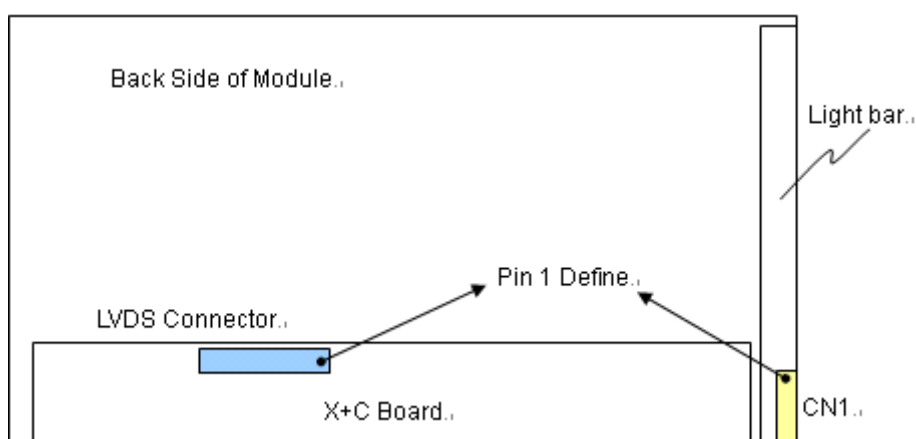 Back Side of Module.
Light bar.
Pin 1 Define.
LVDS Connector.
X+C Board.
CN1.